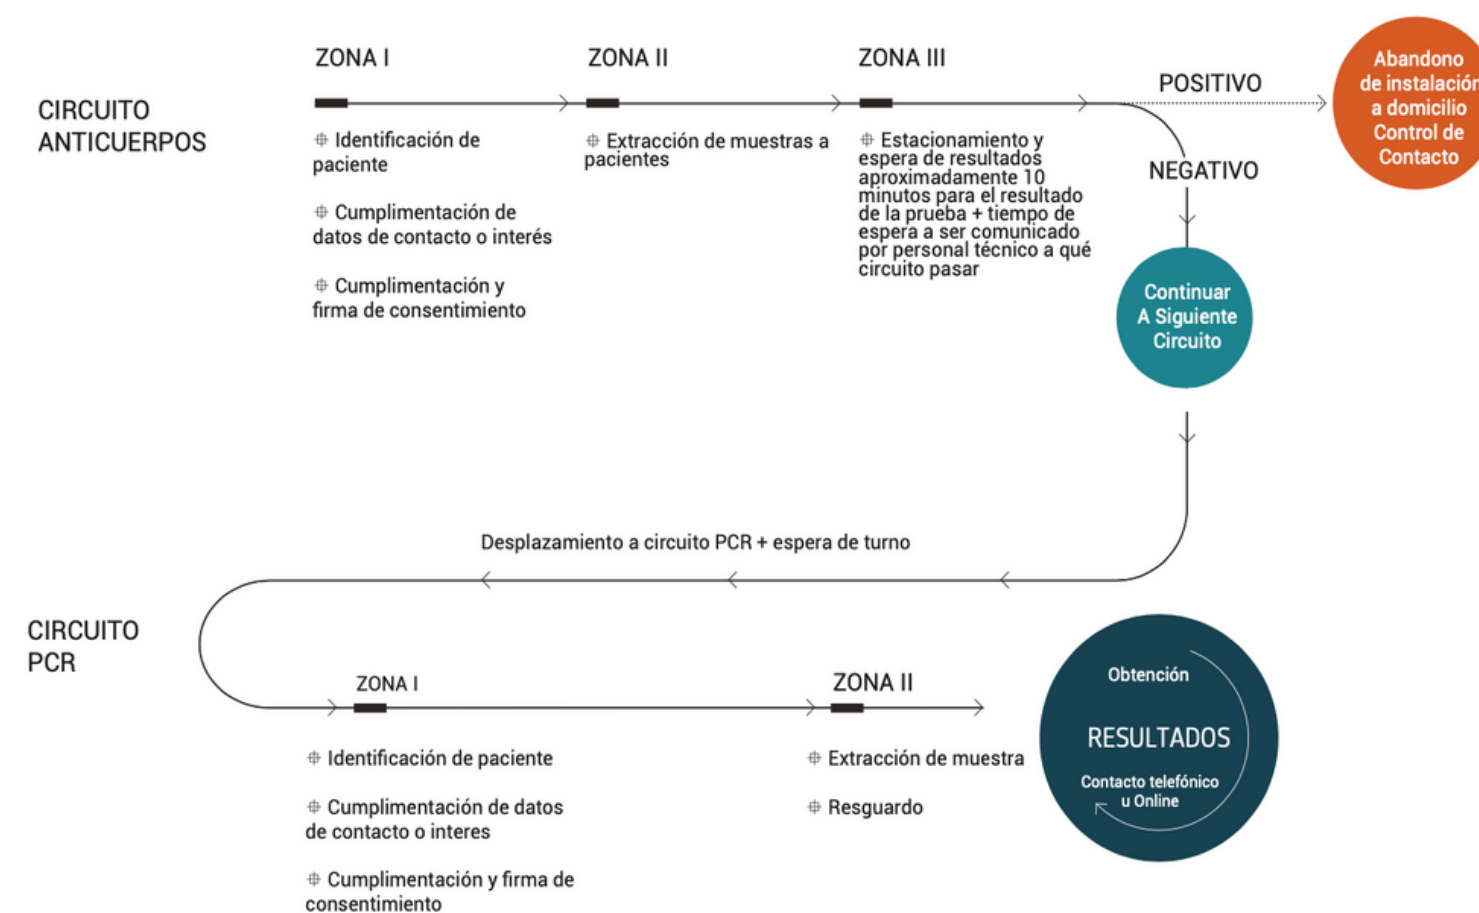 CIRCUITO
ANTICUERPOS
ZONA I
Identificación de
paciente
Cumplimentación de
datos de contacto o interés
Cumplimentación y
firma de consentimiento
ZONA II
Extracción de muestras a
pacientes
ZONA III
Estacionamiento y
espera de resultados
aproximadamente 10
minutos para el resultado
de la prueba + tiempo de
espera a ser comunicado
por personal técnico a qué
circuito pasar
POSITIVO
Abandono
de instalación
a domicilio
Control de
Contacto
NEGATIVO
Continuar
A Siguiente
Circuito
Desplazamiento a circuito PCR + espera de turno
CIRCUITO
PCR
ZONA I
Identificación de paciente
Cumplimentación de datos
de contacto o interes
Cumplimentación y firma de
consentimiento
ZONA II
Extracción de muestra
Resguardo
Obtención
RESULTADOS
Contacto telefónico
u Online